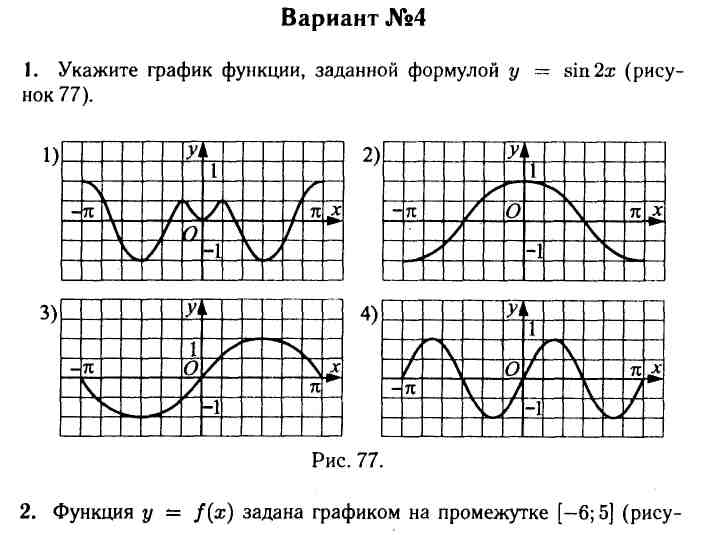 Вариант №4
1. Укажите график функции, заданной формулой y = sin 2x (рису-
нок 77).
1) y 1 −π π x O −1
2) y 1 −π O π x −1
3) y 1 −π O x π −1
4) y 1 −π O π x −1
Рис. 77.
2. Функция y = f(x) задана графиком на промежутке [−6; 5] (рису-